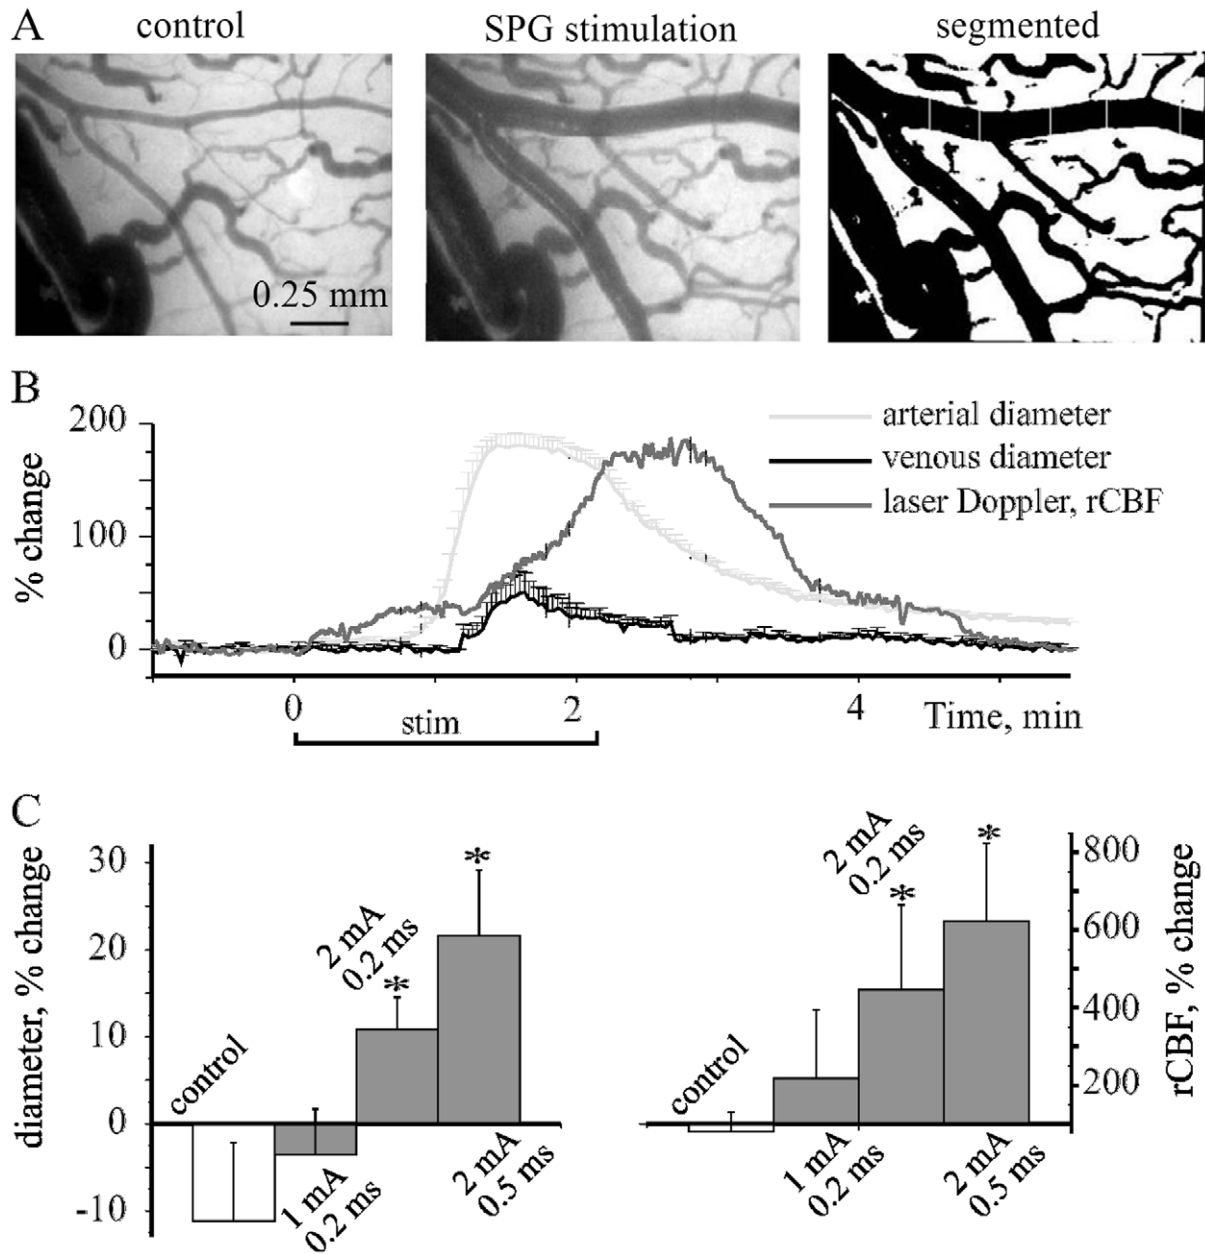 A
control
SPG stimulation
segmented
0.25 mm
B
200
100
0
% change
arterial diameter
venous diameter
laser Doppler, rCBF
0
2
4
Time, min
stim
C
diameter, % change
30
20
10
0
-10
control
1 mA
0.2 ms
2 mA
0.2 ms
*
*
2 mA
0.5 ms
control
1 mA
0.2 ms
2 mA
0.2 ms
*
*
2 mA
0.5 ms
800
600
400
200
rCBF, % change